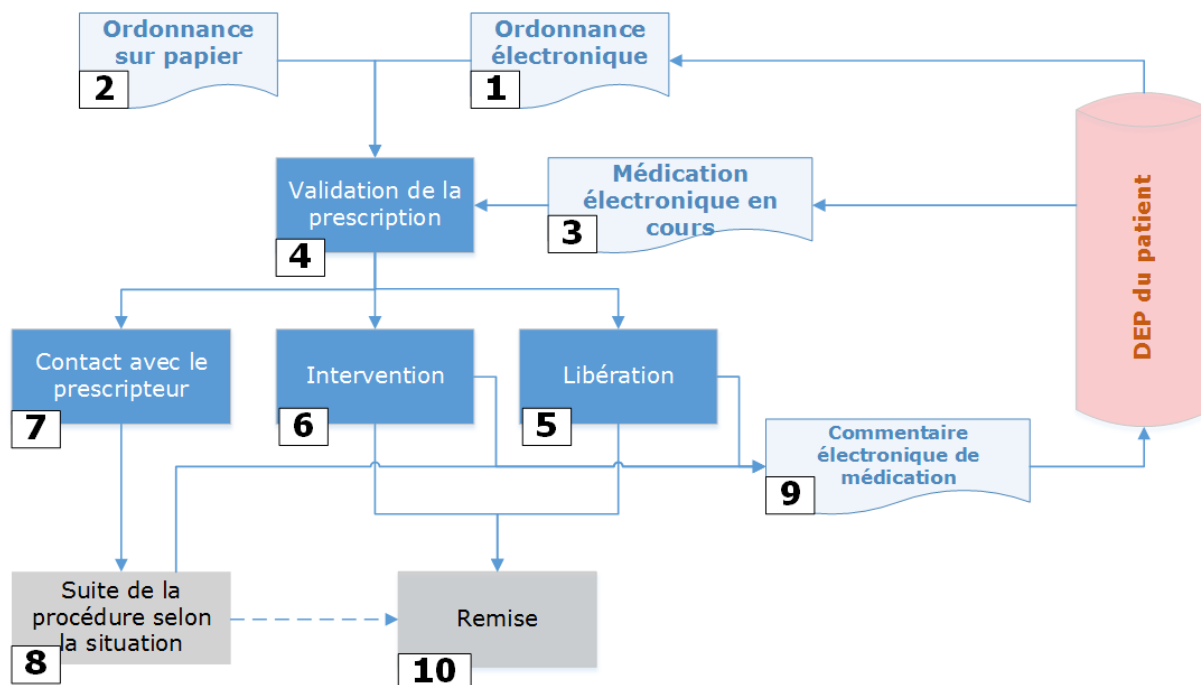 Ordonnance
sur papier
2
Ordonnance
électronique
1
Validation de la
prescription
4
Médication
électronique en
cours
3
DEP du patient
Contact avec le
prescripteur
7
Intervention
6
Libération
5
Commentaire
électronique de
médication
9
Suite de la
procédure selon
la situation
8
Remise
10